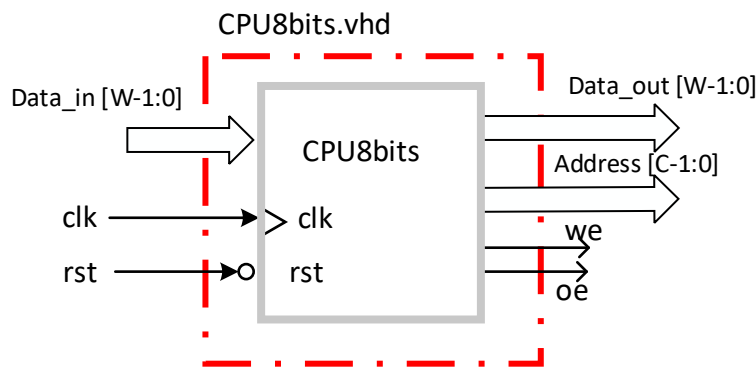 CPU8bits.vhd
Data_in [W-1:0]
Data_out [W-1:0]
CPU8bits
Address [C-1:0]
clk
clk
we
rst
rst
oe